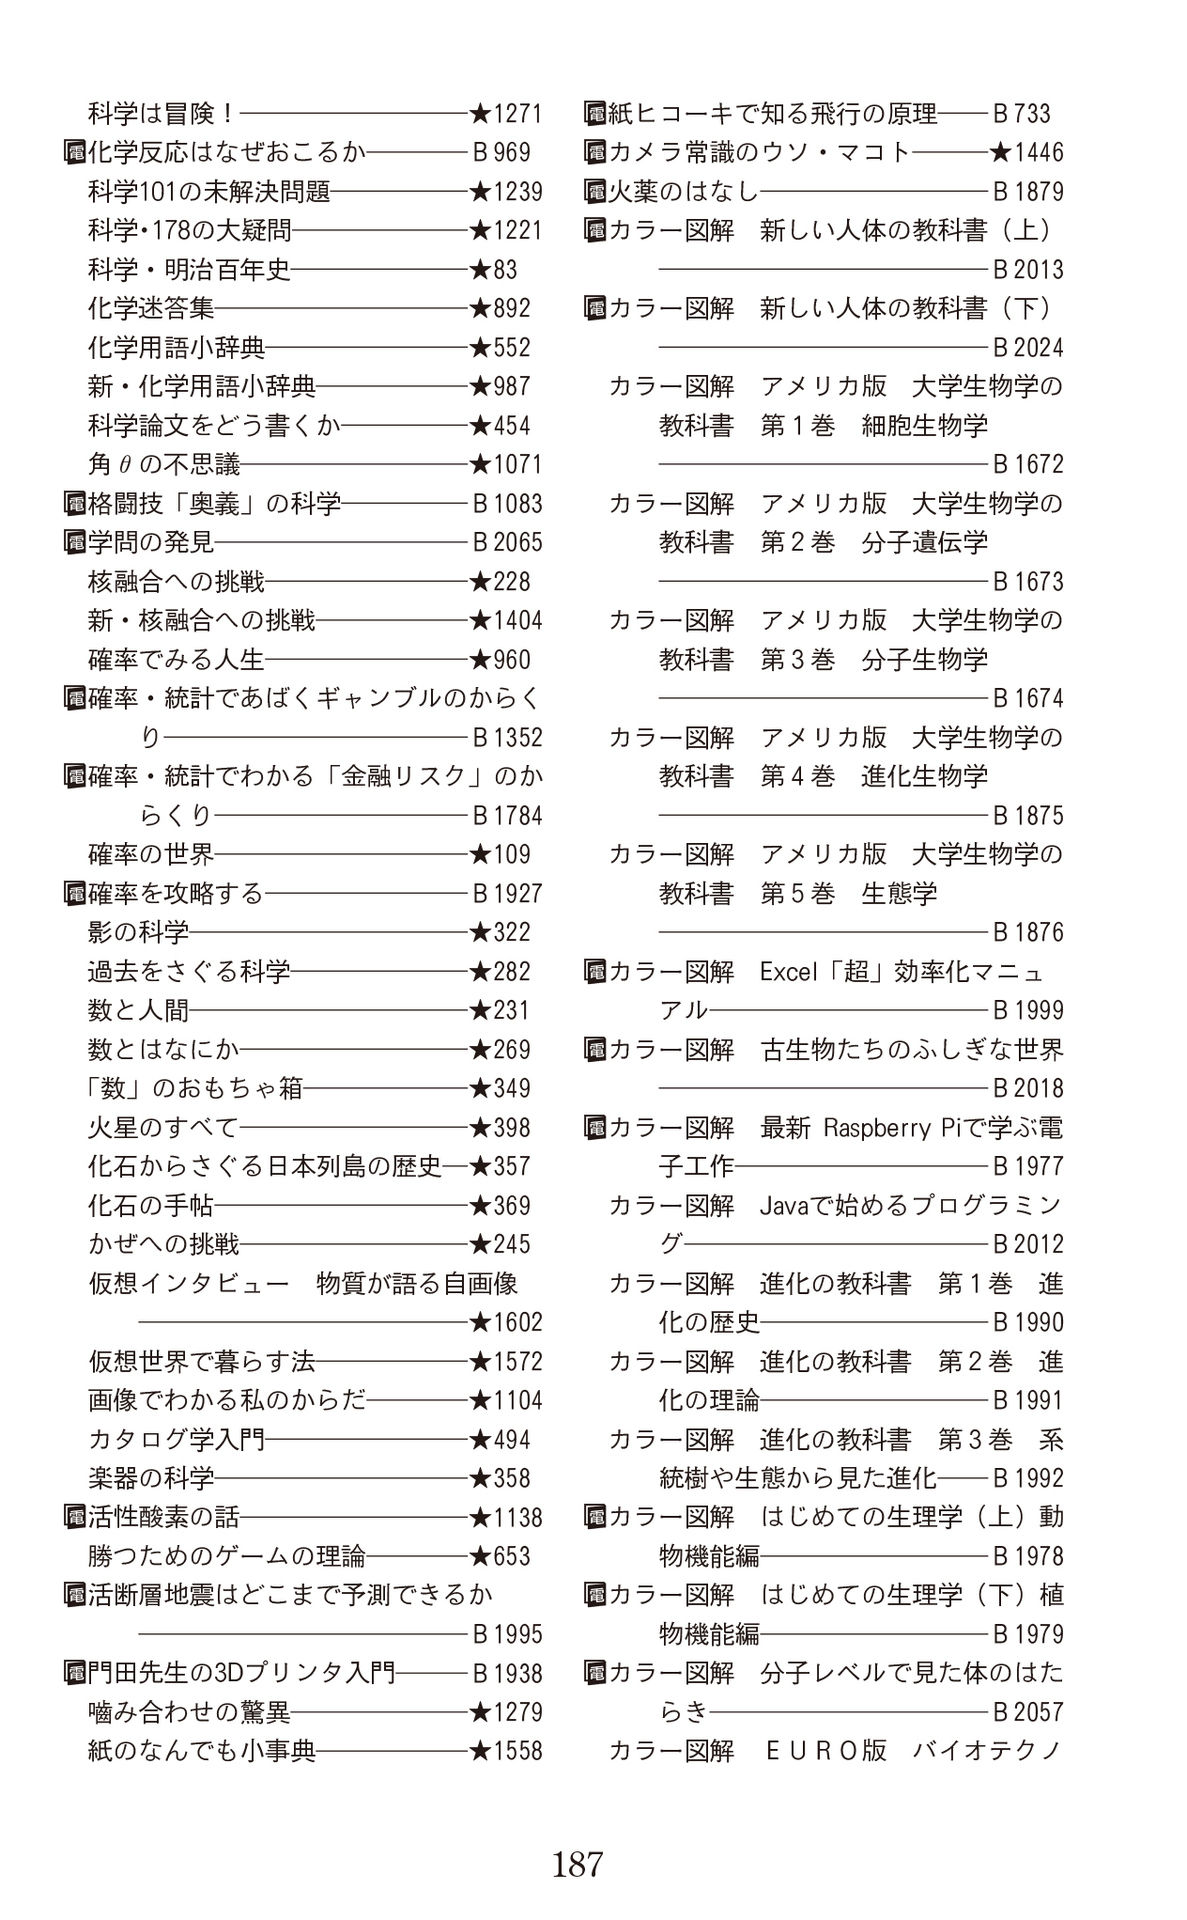 科学は冒険！――★1271
電化学反応はなぜおこるか――B 969
科学101の未解決問題――★1239
科学・178の大疑問――★1221
科学・明治百年史――★83
化学迷答集――★892
化学用語小辞典――★552
新・化学用語小辞典――★987
科学論文をどう書くか――★454
角θの不思議――★1071
電格闘技「奥義」の科学――B 1083
電学問の発見――B 2065
核融合への挑戦――★228
新・核融合への挑戦――★1404
確率でみる人生――★960
電確率・統計であばくギャンブルのからく
り――B 1352
電確率・統計でわかる「金融リスク」のか
らくり――B 1784
確率の世界――★109
電確率を攻略する――B 1927
影の科学――★322
過去をさぐる科学――★282
数と人間――★231
数とはなにか――★269
「数」のおもちゃ箱――★349
火星のすべて――★398
化石からさぐる日本列島の歴史―★357
化石の手帖――★369
かぜへの挑戦――★245
仮想インタビュー　物質が語る自画像
――★1602
仮想世界で暮らす法――★1572
画像でわかる私のからだ――★1104
カタログ学入門――★494
楽器の科学――★358
電活性酸素の話――★1138
勝つためのゲームの理論――★653
電活断層地震はどこまで予測できるか
――B 1995
電門田先生の3Dプリンタ入門――B 1938
噛み合わせの驚異――★1279
紙のなんでも小事典――★1558
電紙ヒコーキで知る飛行の原理――B 733
電カメラ常識のウソ・マコト――★1446
電火薬のはなし――B 1879
電カラー図解　新しい人体の教科書（上）
――B 2013
電カラー図解　新しい人体の教科書（下）
――B 2024
カラー図解　アメリカ版　大学生物学の
教科書　第１巻　細胞生物学
――B 1672
カラー図解　アメリカ版　大学生物学の
教科書　第２巻　分子遺伝学
――B 1673
カラー図解　アメリカ版　大学生物学の
教科書　第３巻　分子生物学
――B 1674
カラー図解　アメリカ版　大学生物学の
教科書　第４巻　進化生物学
――B 1875
カラー図解　アメリカ版　大学生物学の
教科書　第５巻　生態学
――B 1876
電カラー図解　Excel「超」効率化マニュ
アル――B 1999
電カラー図解　古生物たちのふしぎな世界
――B 2018
電カラー図解　最新 Raspberry Piで学ぶ電
子工作――B 1977
カラー図解　Javaで始めるプログラミン
グ――B 2012
カラー図解　進化の教科書　第１巻　進
化の歴史――B 1990
カラー図解　進化の教科書　第２巻　進
化の理論――B 1991
カラー図解　進化の教科書　第３巻　系
統樹や生態から見た進化――B 1992
電カラー図解　はじめての生理学（上）動
物機能編――B 1978
電カラー図解　はじめての生理学（下）植
物機能編――B 1979
電カラー図解　分子レベルで見た体のはた
らき――B 2057
カラー図解　ＥＵＲＯ版　バイオテクノ
187